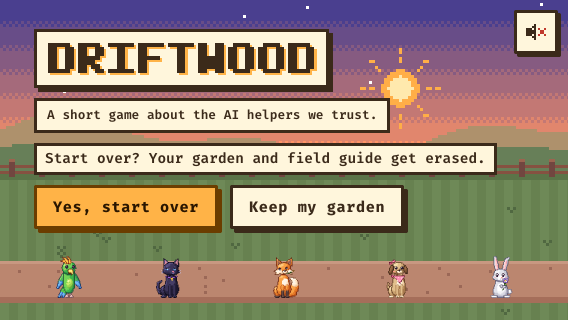 DRIFTWOOD
A short game about the AI helpers we trust.
Start over? Your garden and field guide get erased.
Yes, start over
Keep my garden